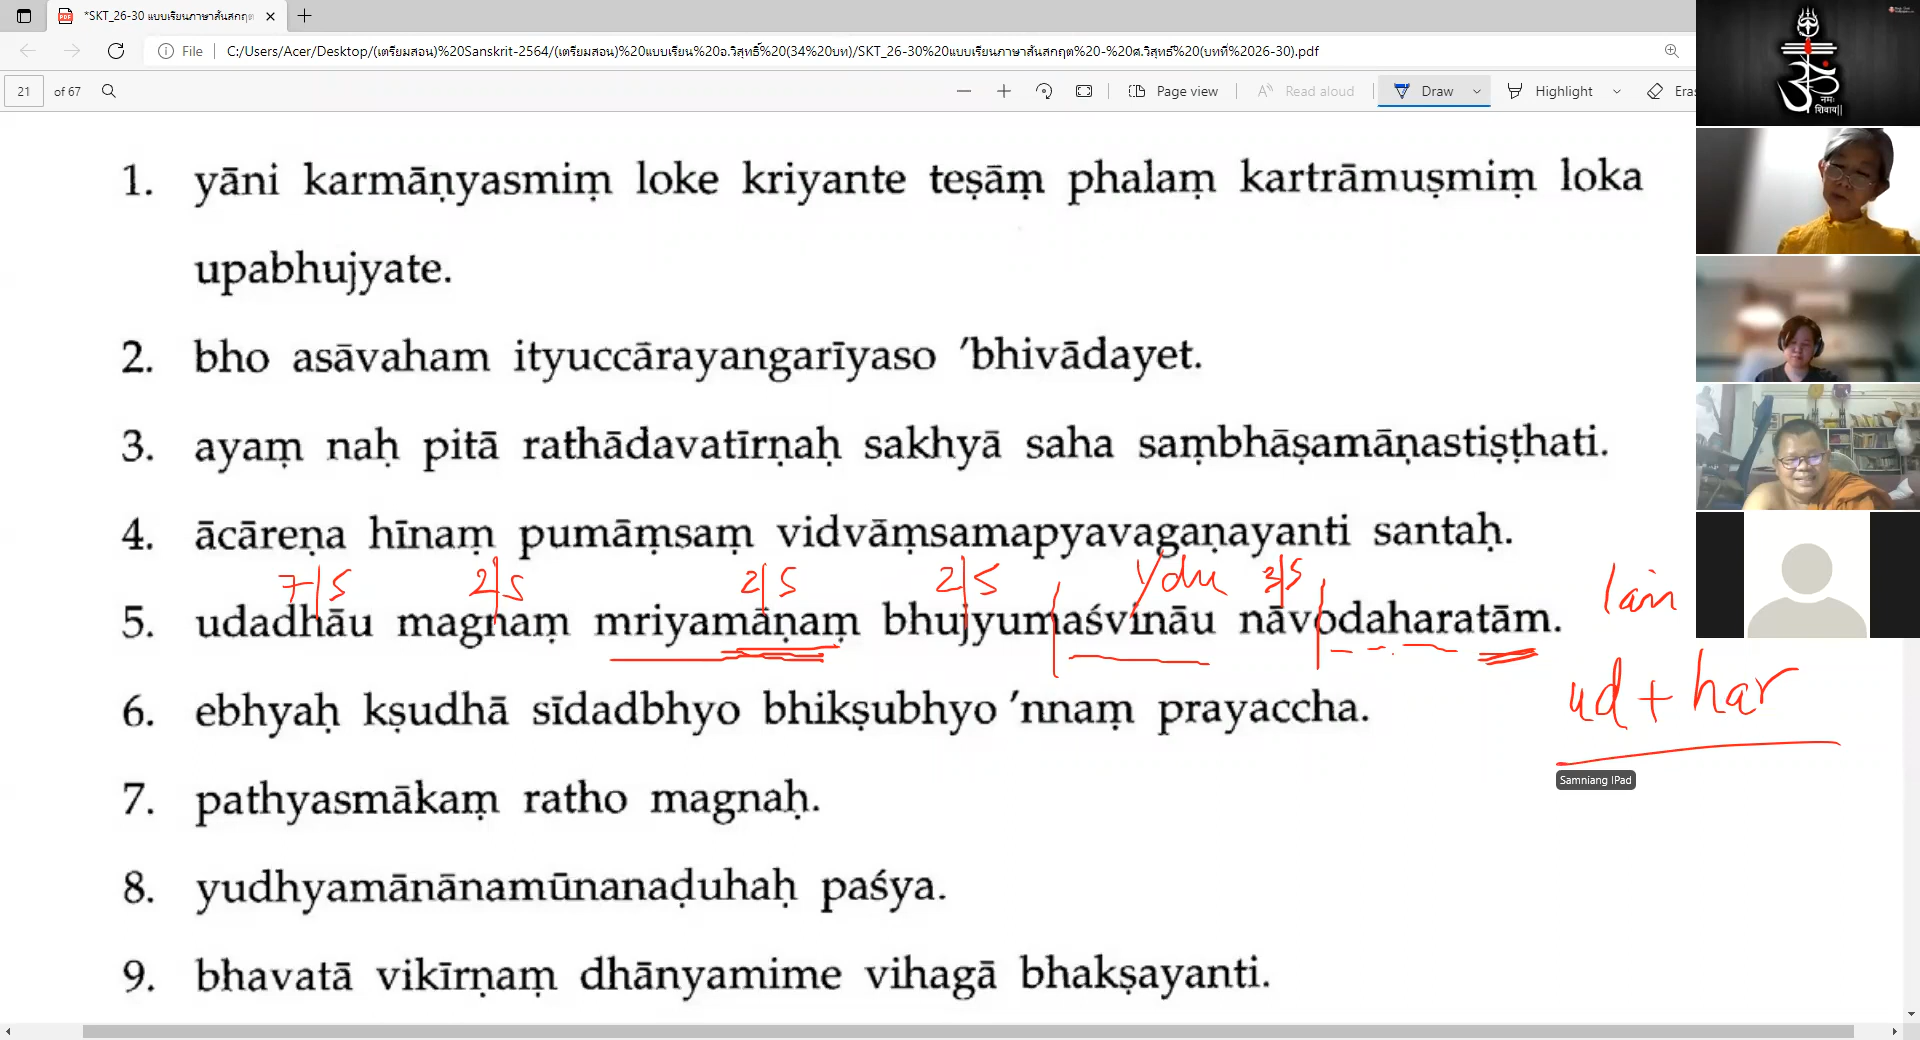 *SKT_26-30 แบบเรียนภาษาสันสกฤต
File C:/Users/Acer/Desktop/(เตรียมสอน)%20Sanskrit-2564/(เตรียมสอน)%20แบบเรียน%20อ.วิสุทธิ์%20(34%20บท)/SKT_26-30%20แบบเรียนภาษาสันสกฤต%20-%20ศ.วิสุทธ์%20(บทที่%2026-30).pdf
21 of 67 Page view Read aloud Draw Highlight Eras
नमः
शिवाय||
1. yāni karmāṇyasmiṃ loke kriyante teṣāṃ phalaṃ kartrāmuṣmiṃ loka
upabhujyate.
2. bho asāvaham ityuccārayangarīyaso 'bhivādayet.
3. ayaṃ naḥ pitā rathādavatīrṇaḥ sakhyā saha saṃbhāṣamāṇastiṣṭhati.
4. ācāreṇa hīnaṃ pumāṃsaṃ vidvāṃsamapyavagaṇayanti santaḥ.
7|S 2|S 2|S 2|S 3|S
5. udadhāu magnaṃ mriyamāṇaṃ bhujyumaśvināu nāvodaharatām.
ud + har
Samniang IPad
6. ebhyaḥ kṣudhā sīdadbhyo bhikṣubhyo 'nnaṃ prayaccha.
7. pathyasmākaṃ ratho magnaḥ.
8. yudhyamānānamūnanaḍuhaḥ paśya.
9. bhavatā vikīrṇaṃ dhānyamime vihagā bhakṣayanti.